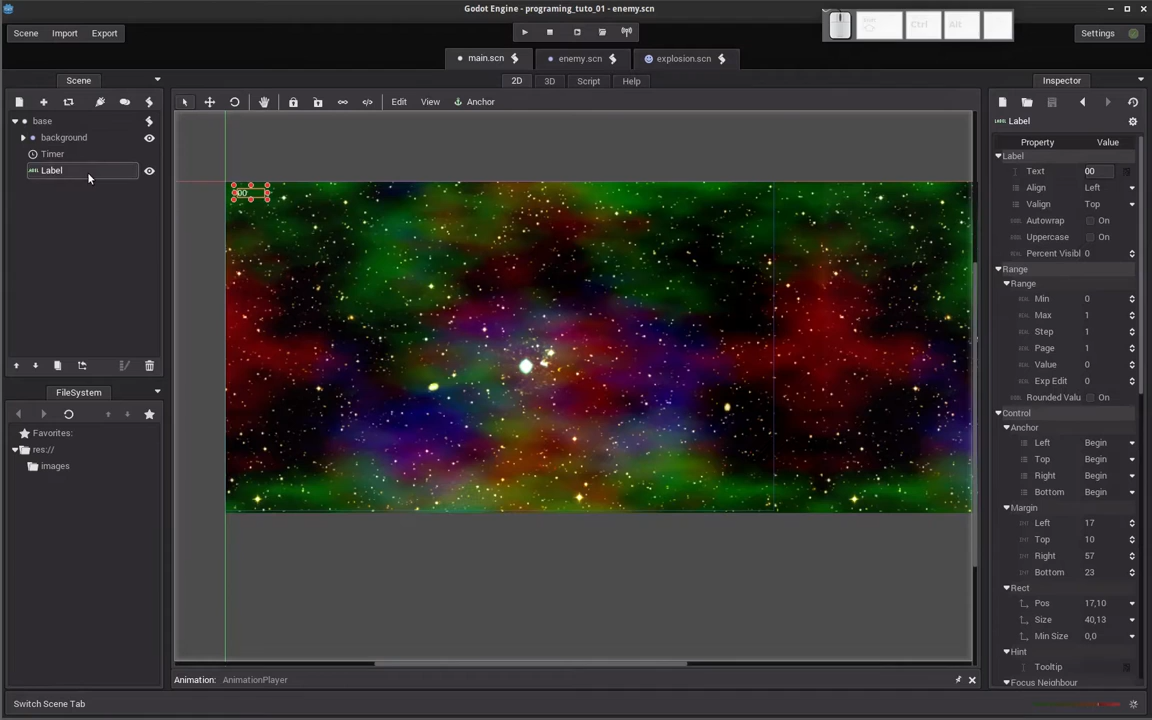 Godot Engine - programing_tuto_01 - enemy.scn
Scene Import Export
Ctrl Alt
Settings
main.scn enemy.scn explosion.scn
Scene
2D 3D Script Help
Inspector
Edit View Anchor
base
background
Timer
Label
Label
Property Value
Label
Text 00
Align Left
Valign Top
Autowrap On
Uppercase On
Percent Visibl 0
Range
Range
Min 0
Max 1
Step 1
Page 1
Value 0
Exp Edit 0
Rounded Valu On
Control
Anchor
Left Begin
Top Begin
Right Begin
Bottom Begin
Margin
Left 17
Top 10
Right 57
Bottom 23
Rect
Pos 17,10
Size 40,13
Min Size 0,0
Hint
Tooltip
Focus Neighbour
00
FileSystem
Favorites:
res://
images
Animation: AnimationPlayer
Switch Scene Tab